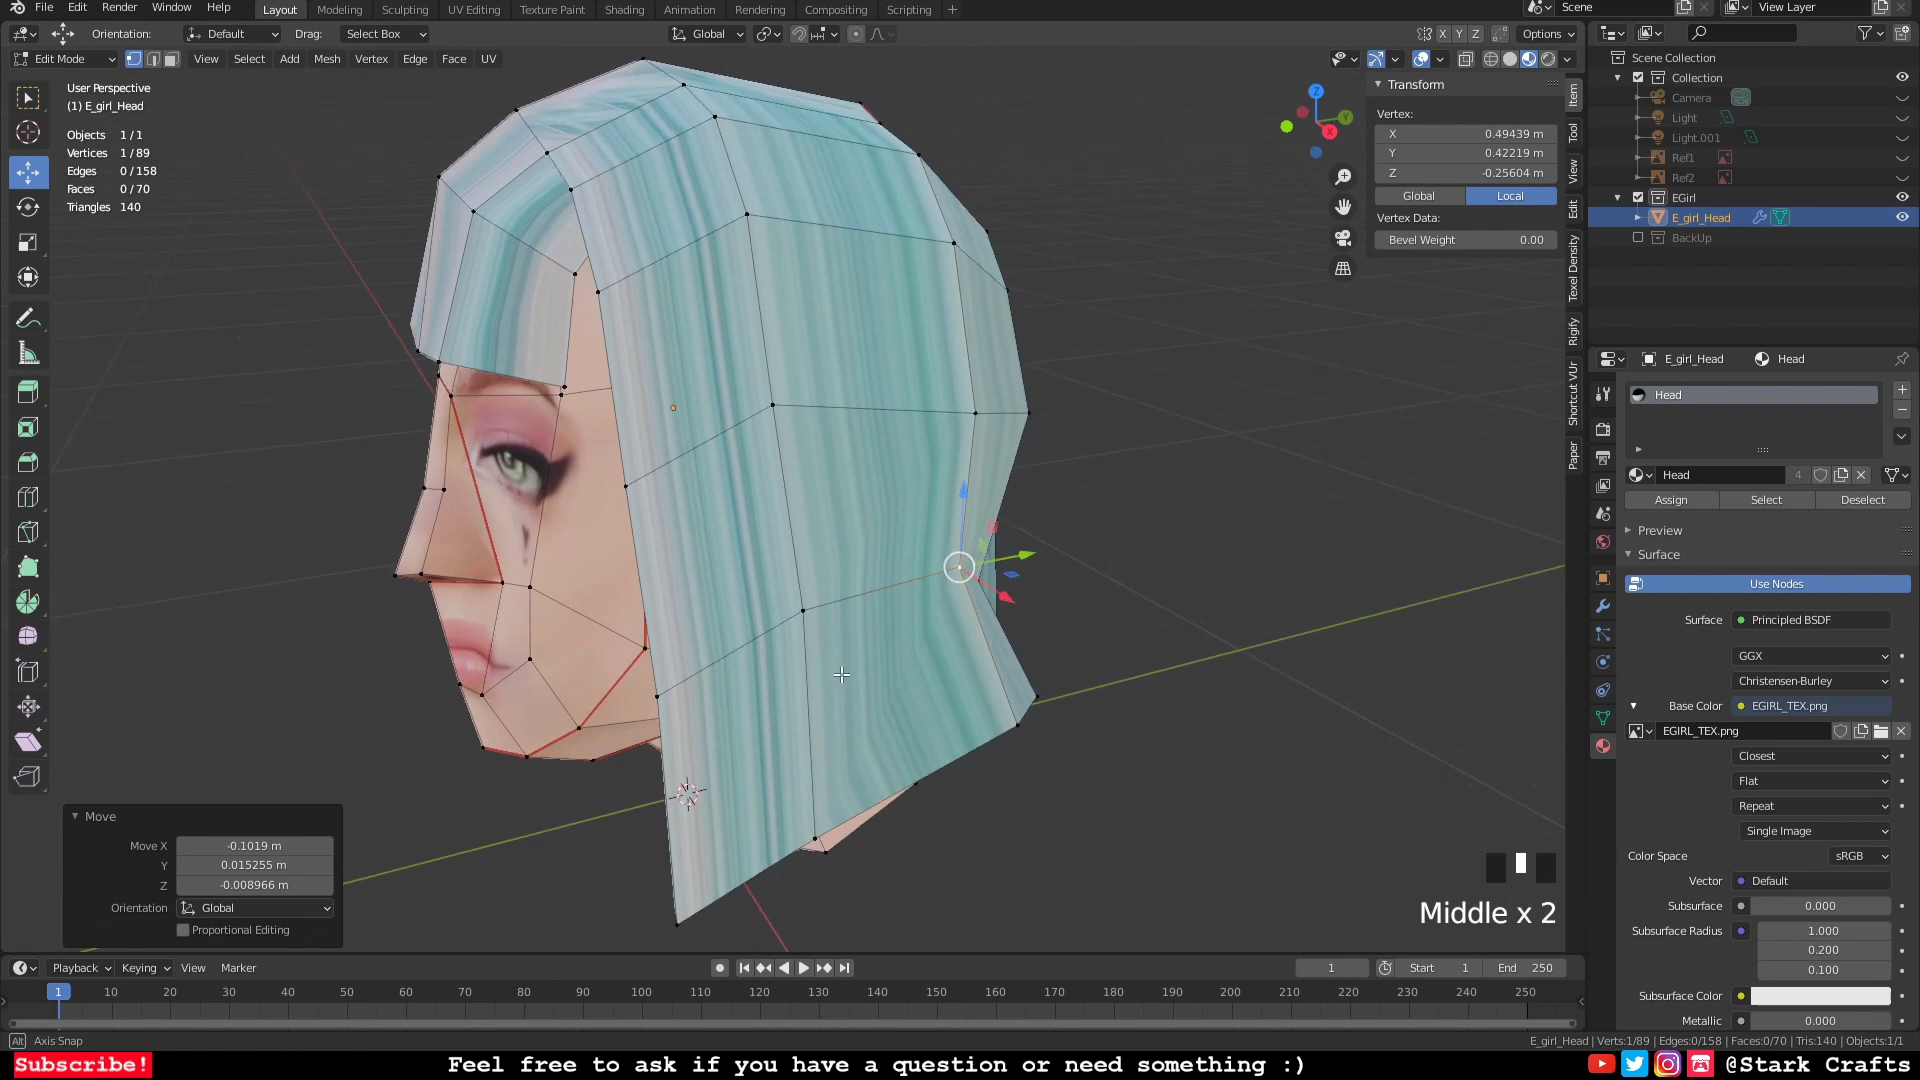 File Edit Render Window Help Layout Modeling Sculpting UV Editing Texture Paint Shading Animation Rendering Compositing Scripting + Scene View Layer
Orientation: Default Drag: Select Box Global X Y Z Options
Edit Mode View Select Add Mesh Vertex Edge Face UV
User Perspective
(1) E_girl_Head
Objects 1/1
Vertices 1/89
Edges 0/158
Faces 0/70
Triangles 140
Transform
Vertex:
X 0.49439 m
Y 0.42219 m
Z -0.25604 m
Global Local
Vertex Data:
Bevel Weight 0.00
Item
Tool
View
Edit
Texel Density
Rigify
Shortcut VUr
Paper
Scene Collection
Collection
Camera
Light
Light.001
Ref1
Ref2
EGirl
E_girl_Head
BackUp
E_girl_Head Head
Head
Head 4
Assign Select Deselect
Preview
Surface
Use Nodes
Surface Principled BSDF
GGX
Christensen-Burley
Base Color EGIRL_TEX.png
EGIRL_TEX.png
Closest
Flat
Repeat
Single Image
Color Space sRGB
Vector Default
Subsurface 0.000
Subsurface Radius 1.000
0.200
0.100
Subsurface Color
Metallic 0.000
Move
Move X -0.1019 m
Y 0.015255 m
Z -0.008966 m
Orientation Global
Proportional Editing
Middle x 2
Playback Keying View Marker 1 Start 1 End 250
1 10 20 30 40 50 60 70 80 90 100 110 120 130 140 150 160 170 180 190 200 210 220 230 240 250
Alt Axis Snap E_girl_Head | Verts:1/89 | Edges:0/158 | Faces:0/70 | Tris:140 | Objects:1/1
Subscribe! Feel free to ask if you have a question or need something :) @Stark Crafts